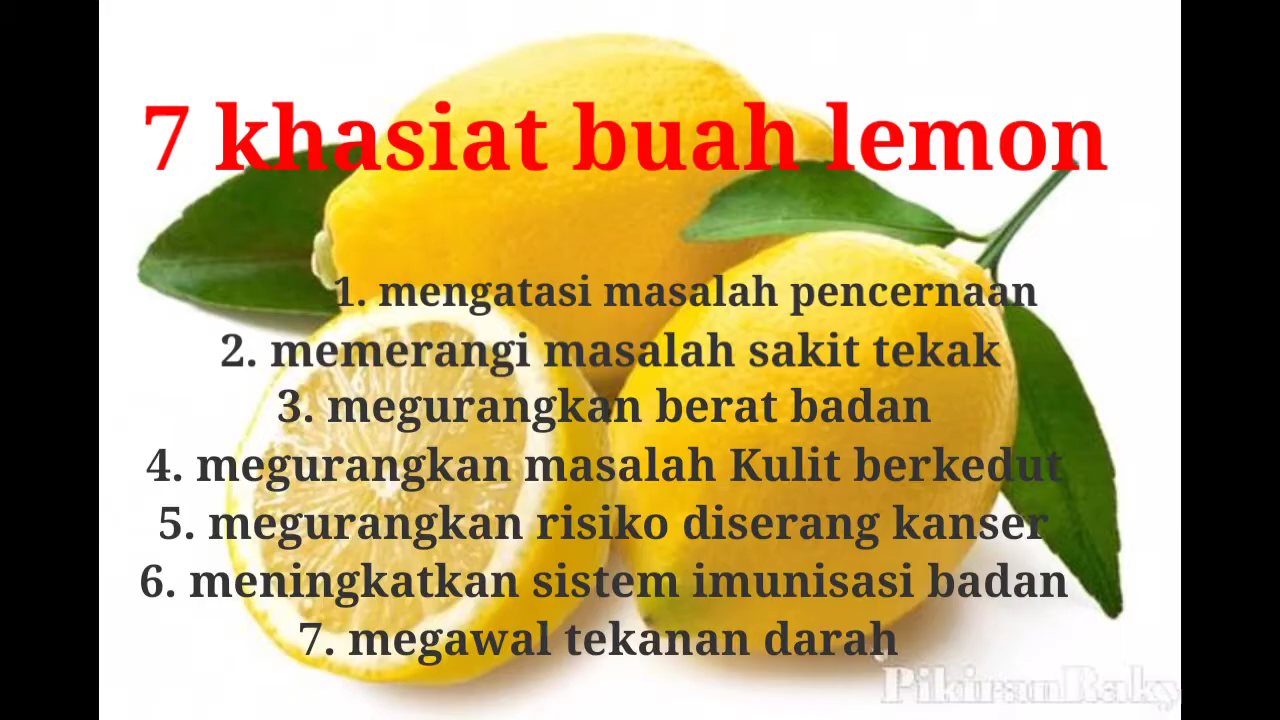 7 khasiat buah lemon
1. mengatasi masalah pencernaan
2. memerangi masalah sakit tekak
3. megurangkan berat badan
4. megurangkan masalah Kulit berkedut
5. megurangkan risiko diserang kanser
6. meningkatkan sistem imunisasi badan
7. megawal tekanan darah
PikiranRaky